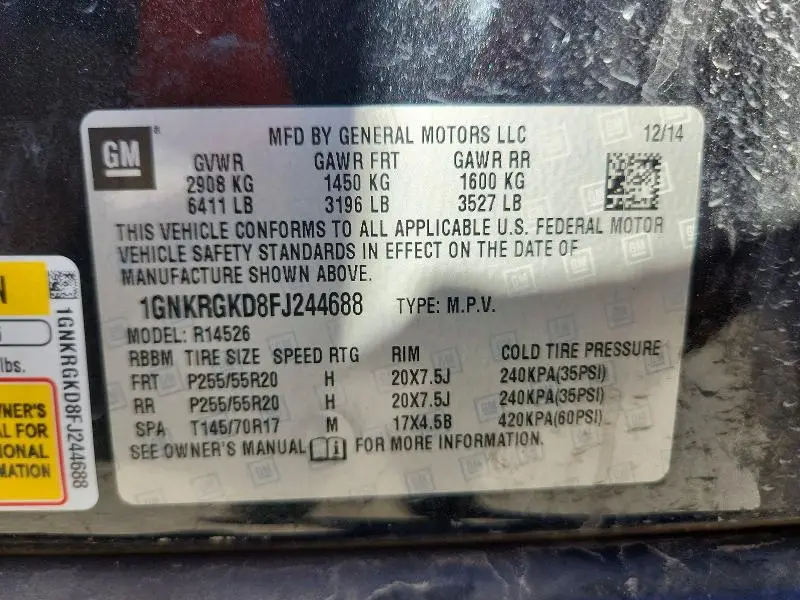 GM®
MFD BY GENERAL MOTORS LLC 12/14
GVWR GAWR FRT GAWR RR
2908 KG 1450 KG 1600 KG
6411 LB 3196 LB 3527 LB
THIS VEHICLE CONFORMS TO ALL APPLICABLE U.S. FEDERAL MOTOR
VEHICLE SAFETY STANDARDS IN EFFECT ON THE DATE OF
MANUFACTURE SHOWN ABOVE.
1GNKRGKD8FJ244688 TYPE: M.P.V.
MODEL: R14526
RBBM TIRE SIZE SPEED RTG RIM COLD TIRE PRESSURE
FRT P255/55R20 H 20X7.5J 240KPA(35PSI)
RR P255/55R20 H 20X7.5J 240KPA(35PSI)
SPA T145/70R17 M 17X4.5B 420KPA(60PSI)
SEE OWNER'S MANUAL FOR MORE INFORMATION.
1GNKRGKD8FJ244688
lbs.
FOR